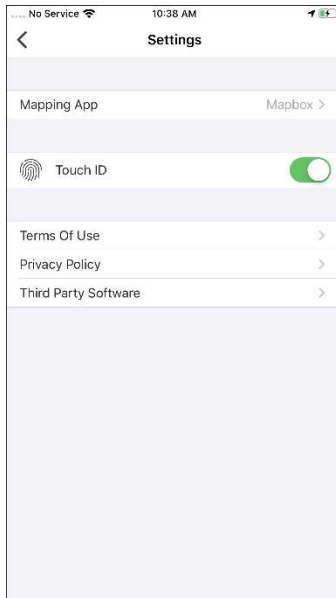 No Service 10:38 AM
Settings
Mapping App Mapbox
Touch ID
Terms Of Use
Privacy Policy
Third Party Software